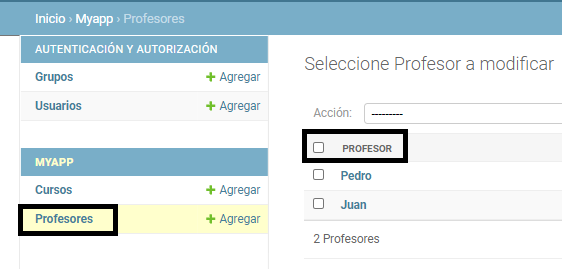 Inicio › Myapp › Profesores
AUTENTICACIÓN Y AUTORIZACIÓN
Grupos + Agregar
Usuarios + Agregar
MYAPP
Cursos + Agregar
Profesores + Agregar
Seleccione Profesor a modificar
Acción: ---------
PROFESOR
Pedro
Juan
2 Profesores